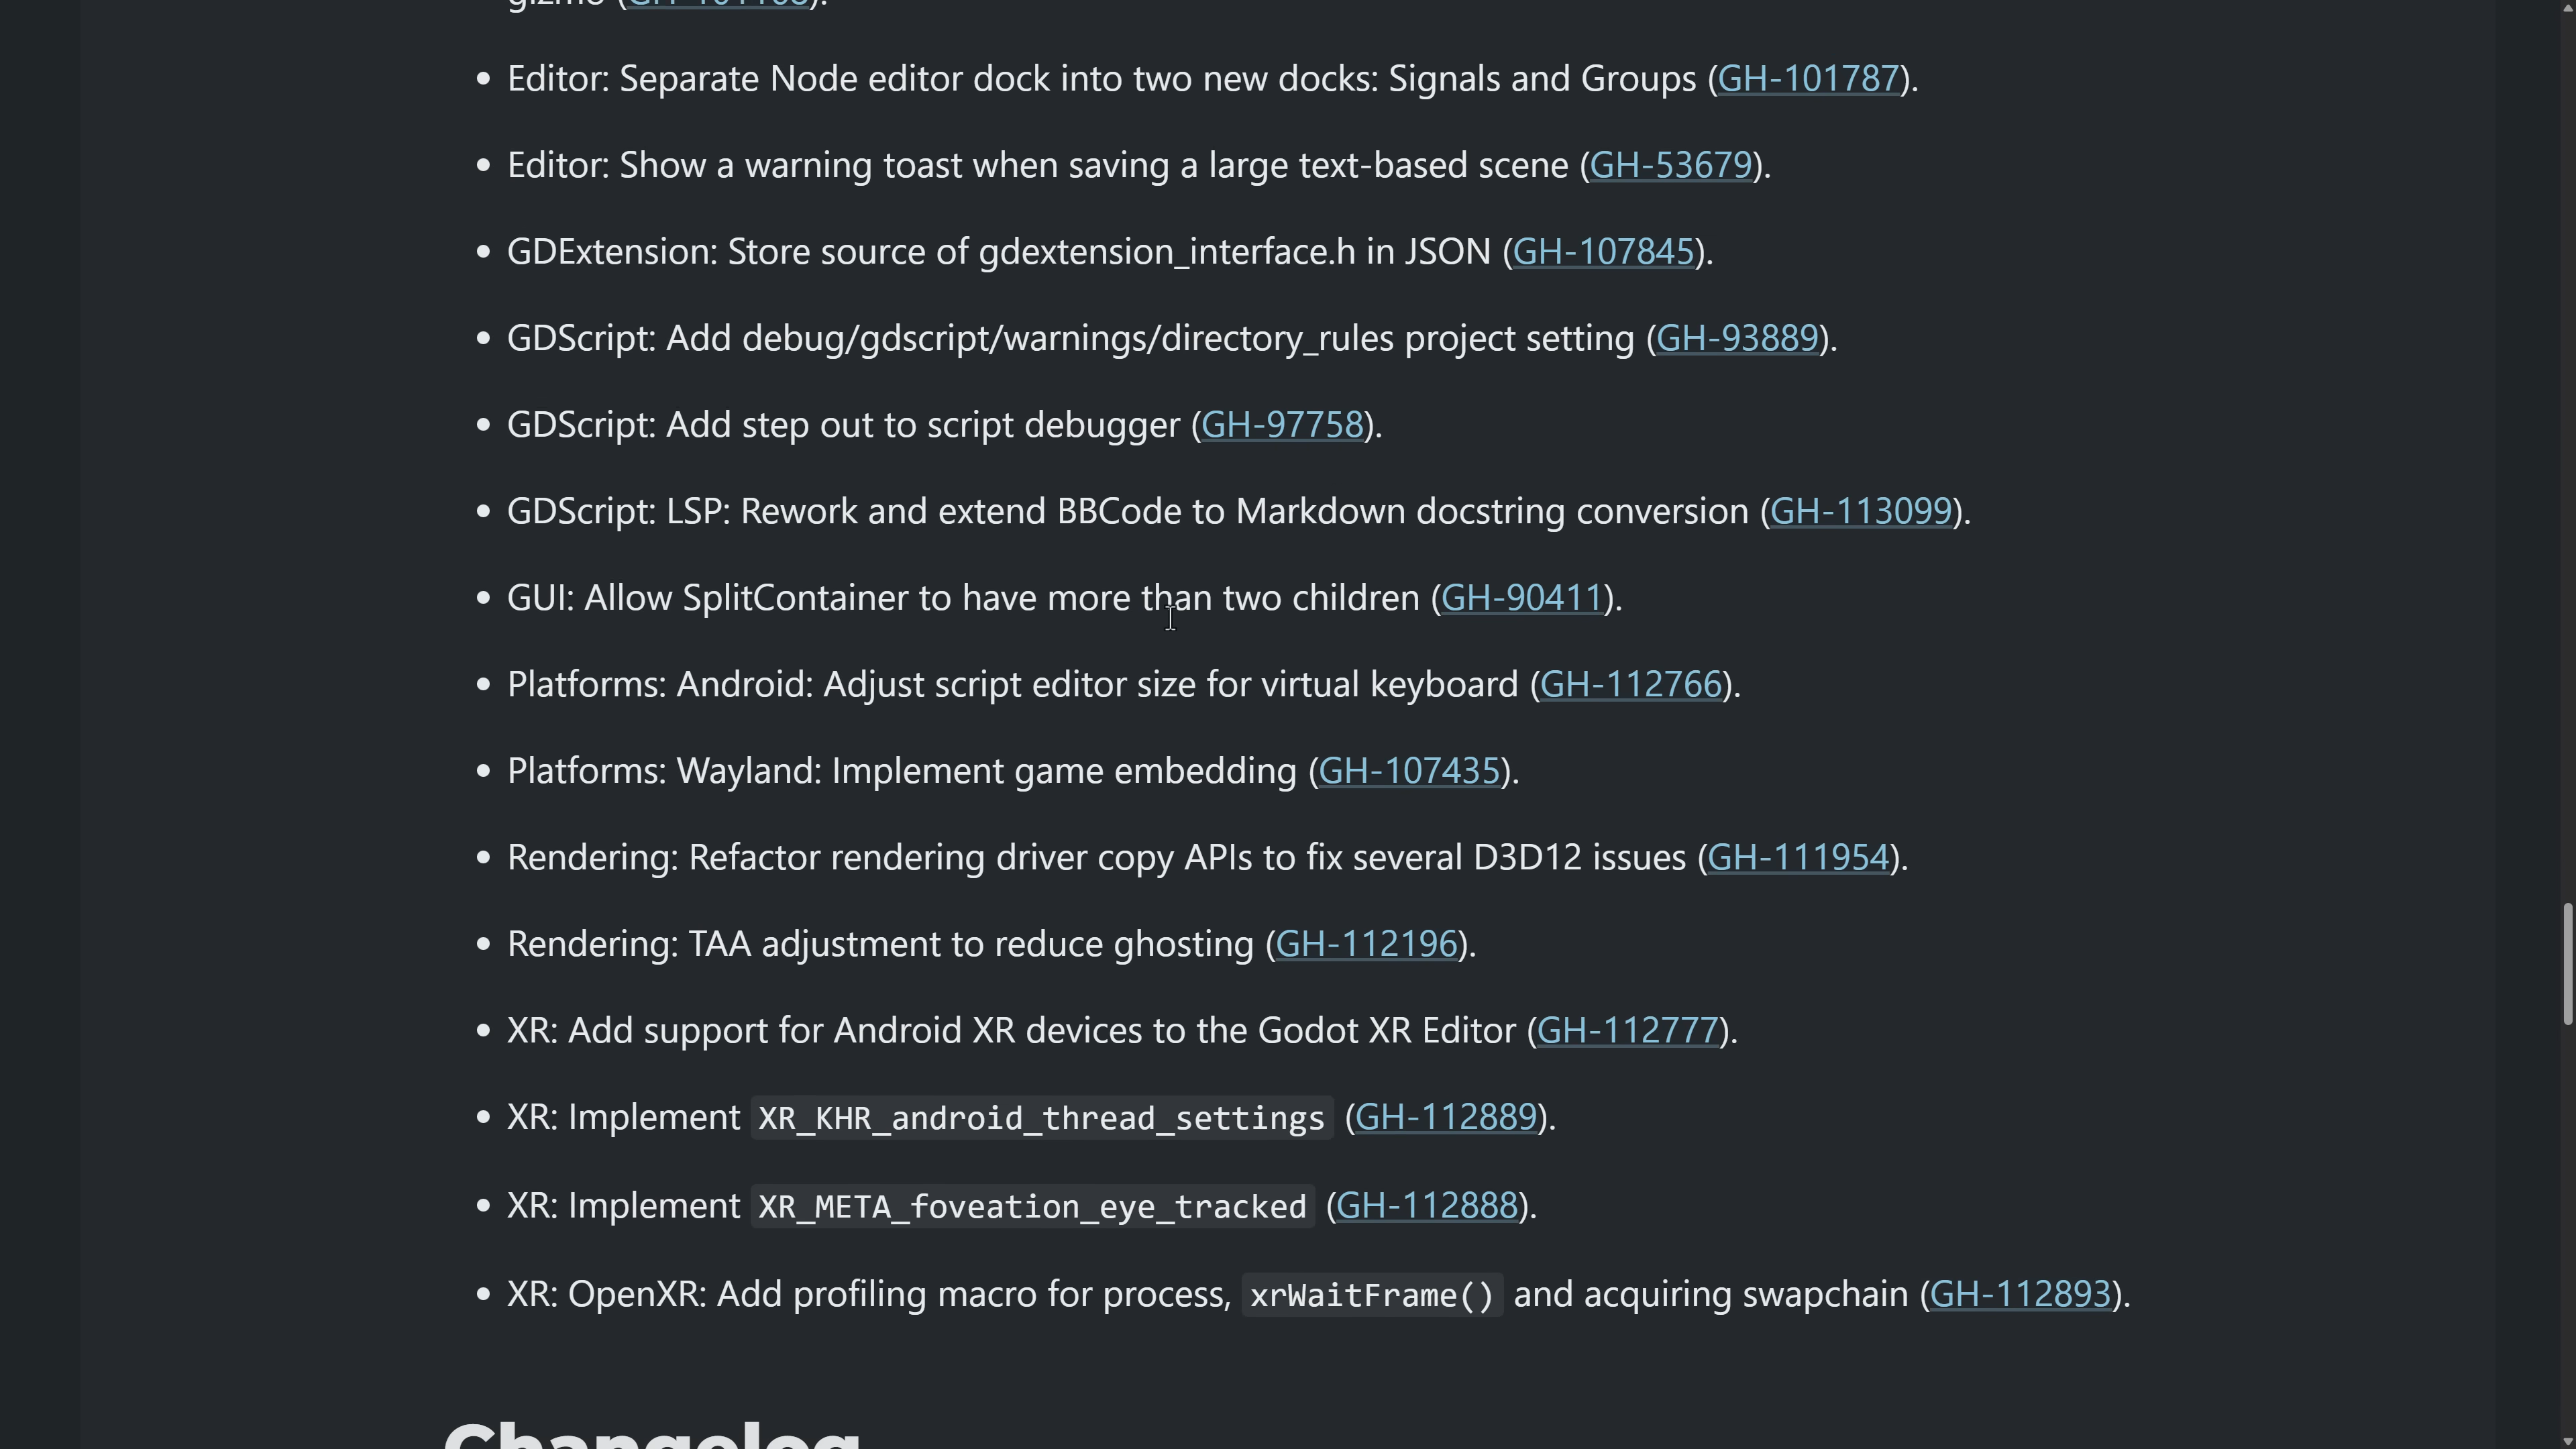 gizmo (GH-101168).
• Editor: Separate Node editor dock into two new docks: Signals and Groups (GH-101787).
• Editor: Show a warning toast when saving a large text-based scene (GH-53679).
• GDExtension: Store source of gdextension_interface.h in JSON (GH-107845).
• GDScript: Add debug/gdscript/warnings/directory_rules project setting (GH-93889).
• GDScript: Add step out to script debugger (GH-97758).
• GDScript: LSP: Rework and extend BBCode to Markdown docstring conversion (GH-113099).
• GUI: Allow SplitContainer to have more than two children (GH-90411).
• Platforms: Android: Adjust script editor size for virtual keyboard (GH-112766).
• Platforms: Wayland: Implement game embedding (GH-107435).
• Rendering: Refactor rendering driver copy APIs to fix several D3D12 issues (GH-111954).
• Rendering: TAA adjustment to reduce ghosting (GH-112196).
• XR: Add support for Android XR devices to the Godot XR Editor (GH-112777).
• XR: Implement XR_KHR_android_thread_settings (GH-112889).
• XR: Implement XR_META_foveation_eye_tracked (GH-112888).
• XR: OpenXR: Add profiling macro for process, xrWaitFrame() and acquiring swapchain (GH-112893).
Changelog